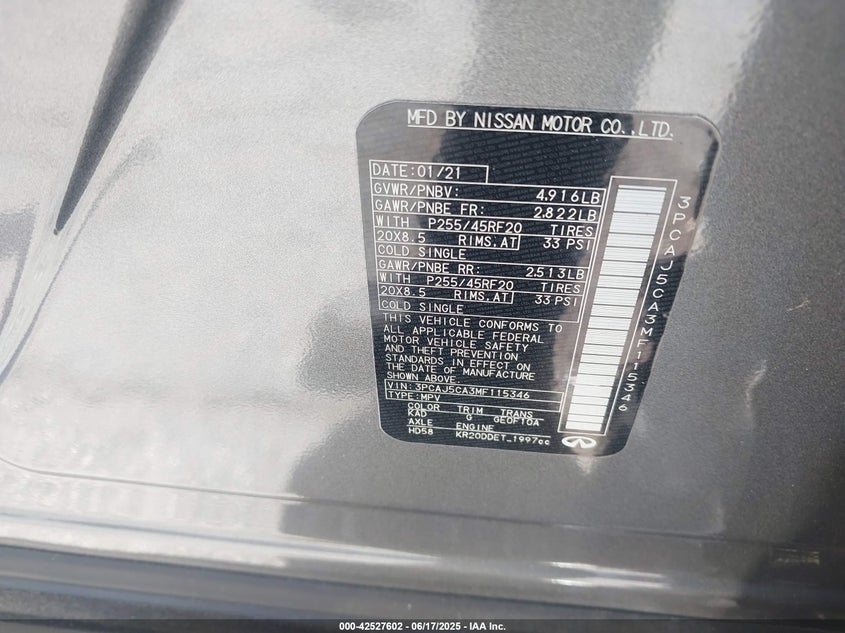 MFD BY NISSAN MOTOR CO.,LTD.
DATE:01/21
GVWR/PNBV: 4,916LB
GAWR/PNBE FR: 2,822LB
WITH P255/45RF20 TIRES
20X8.5 RIMS,AT 33 PSI
COLD SINGLE
GAWR/PNBE RR: 2,513LB
WITH P255/45RF20 TIRES
20X8.5 RIMS,AT 33 PSI
COLD SINGLE
THIS VEHICLE CONFORMS TO
ALL APPLICABLE FEDERAL
MOTOR VEHICLE SAFETY
AND THEFT PREVENTION
STANDARDS IN EFFECT ON
THE DATE OF MANUFACTURE
SHOWN ABOVE.
VIN:3PCAJ5CA3MF115346
TYPE:MPV
COLOR TRIM TRANS
KAD G GE0F10A
AXLE ENGINE
HD58 KR20DDET_1997cc
3PCAJ5CA3MF115346
000-42527602 - 06/17/2025 - IAA Inc.